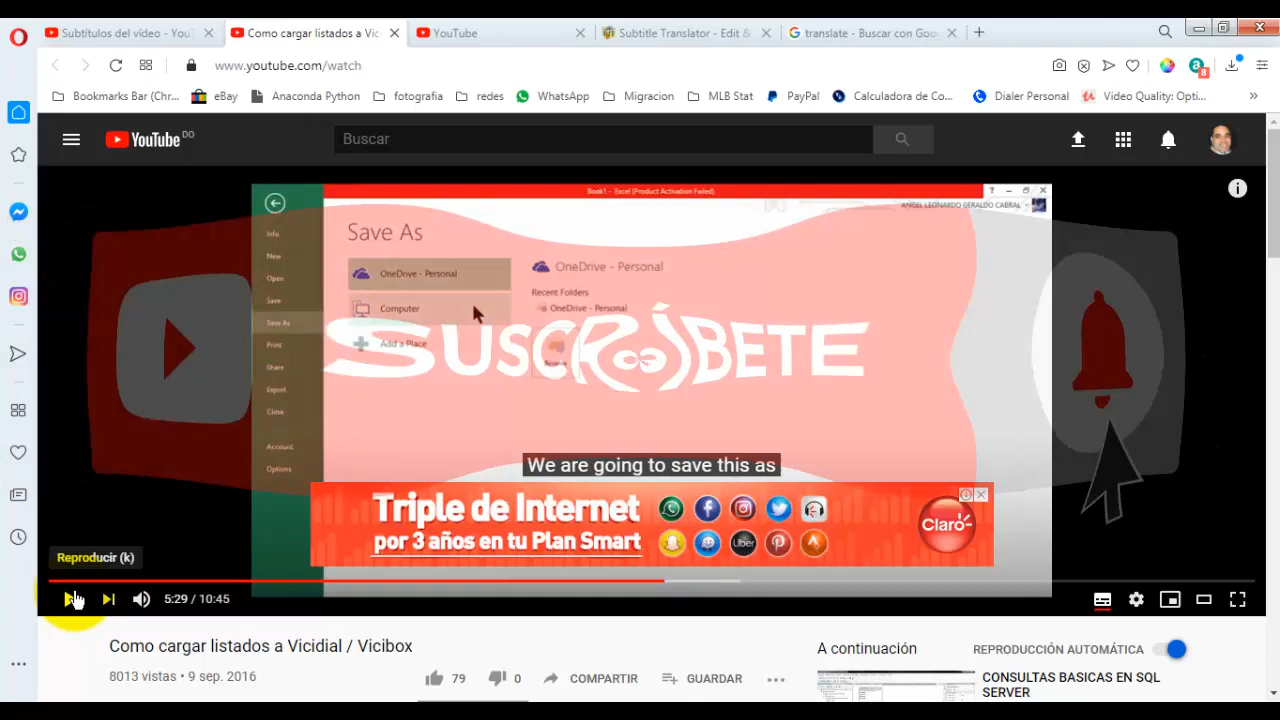 Subtítulos del vídeo - You
Como cargar listados a Vic
YouTube
Subtitle Translator - Edit &
translate - Buscar con Goog
www.youtube.com/watch
Bookmarks Bar (Chr...
eBay
Anaconda Python
fotografia
redes
WhatsApp
Migracion
MLB Stat
PayPal
Calculadora de Co...
Dialer Personal
Video Quality: Opti...
8
YouTube DO
Buscar
Book1 - Excel (Product Activation Failed)
ANGEL LEONARDO GERALDO CABRAL
Info
New
Open
Save
Save As
Print
Share
Export
Close
Account
Options
Save As
OneDrive - Personal
Computer
Add a Place
OneDrive - Personal
Recent Folders
OneDrive - Personal
SUSCRÍBETE
We are going to save this as
Triple de Internet
por 3 años en tu Plan Smart
Uber
Claro
Reproducir (k)
5:29 / 10:45
Como cargar listados a Vicidial / Vicibox
8013 vistas • 9 sep. 2016
79
0
COMPARTIR
GUARDAR
A continuación
REPRODUCCIÓN AUTOMÁTICA
CONSULTAS BASICAS EN SQL
SERVER